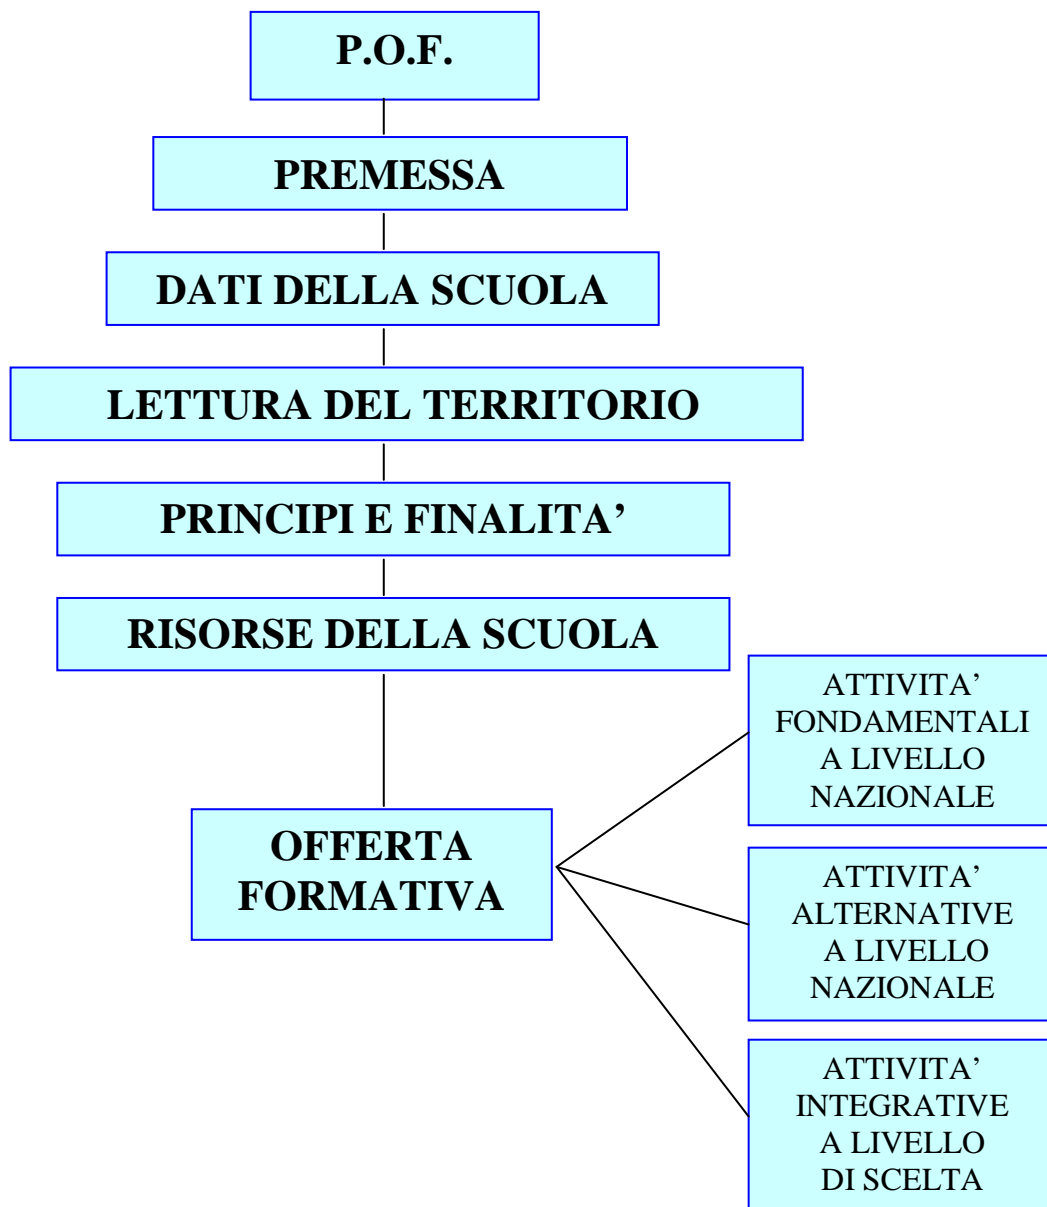 P.O.F.
PREMESSA
DATI DELLA SCUOLA
LETTURA DEL TERRITORIO
PRINCIPI E FINALITA’
RISORSE DELLA SCUOLA
OFFERTA
FORMATIVA
ATTIVITA’
FONDAMENTALI
A LIVELLO
NAZIONALE
ATTIVITA’
ALTERNATIVE
A LIVELLO
NAZIONALE
ATTIVITA’
INTEGRATIVE
A LIVELLO
DI SCELTA